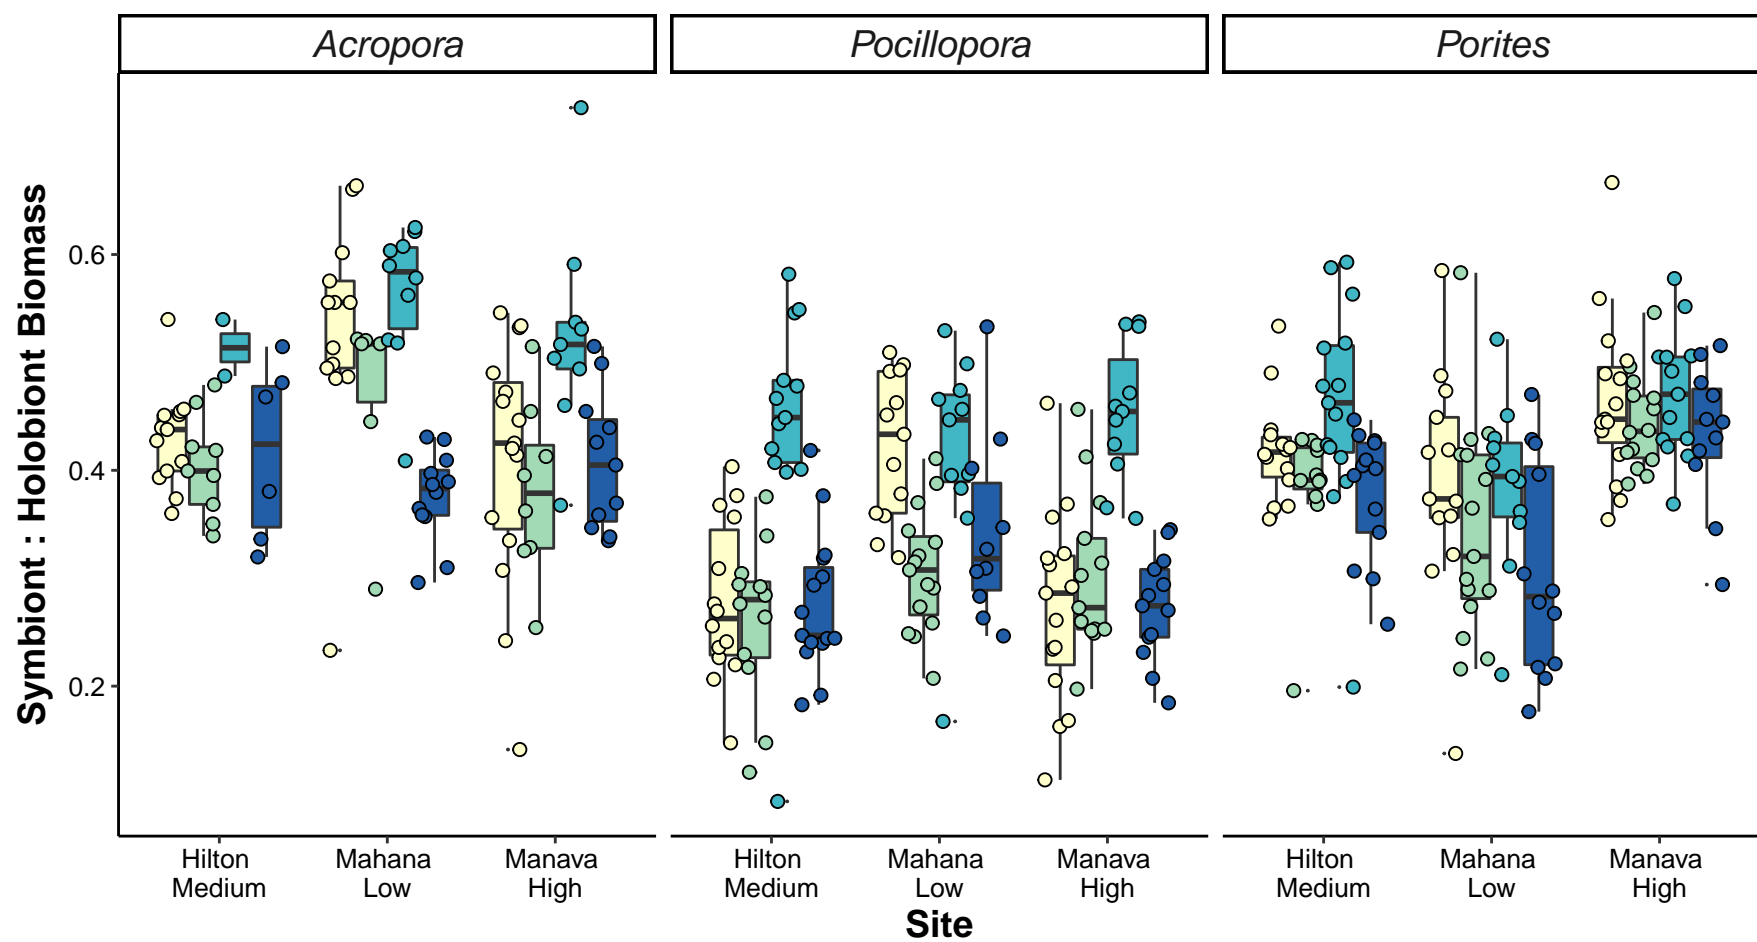 Acropora
Pocillopora
Porites
Symbiont : Holobiont Biomass
0.6
0.4
0.2
Hilton
Medium
Mahana
Low
Manava
High
Hilton
Medium
Mahana
Low
Manava
High
Hilton
Medium
Mahana
Low
Manava
High
Site